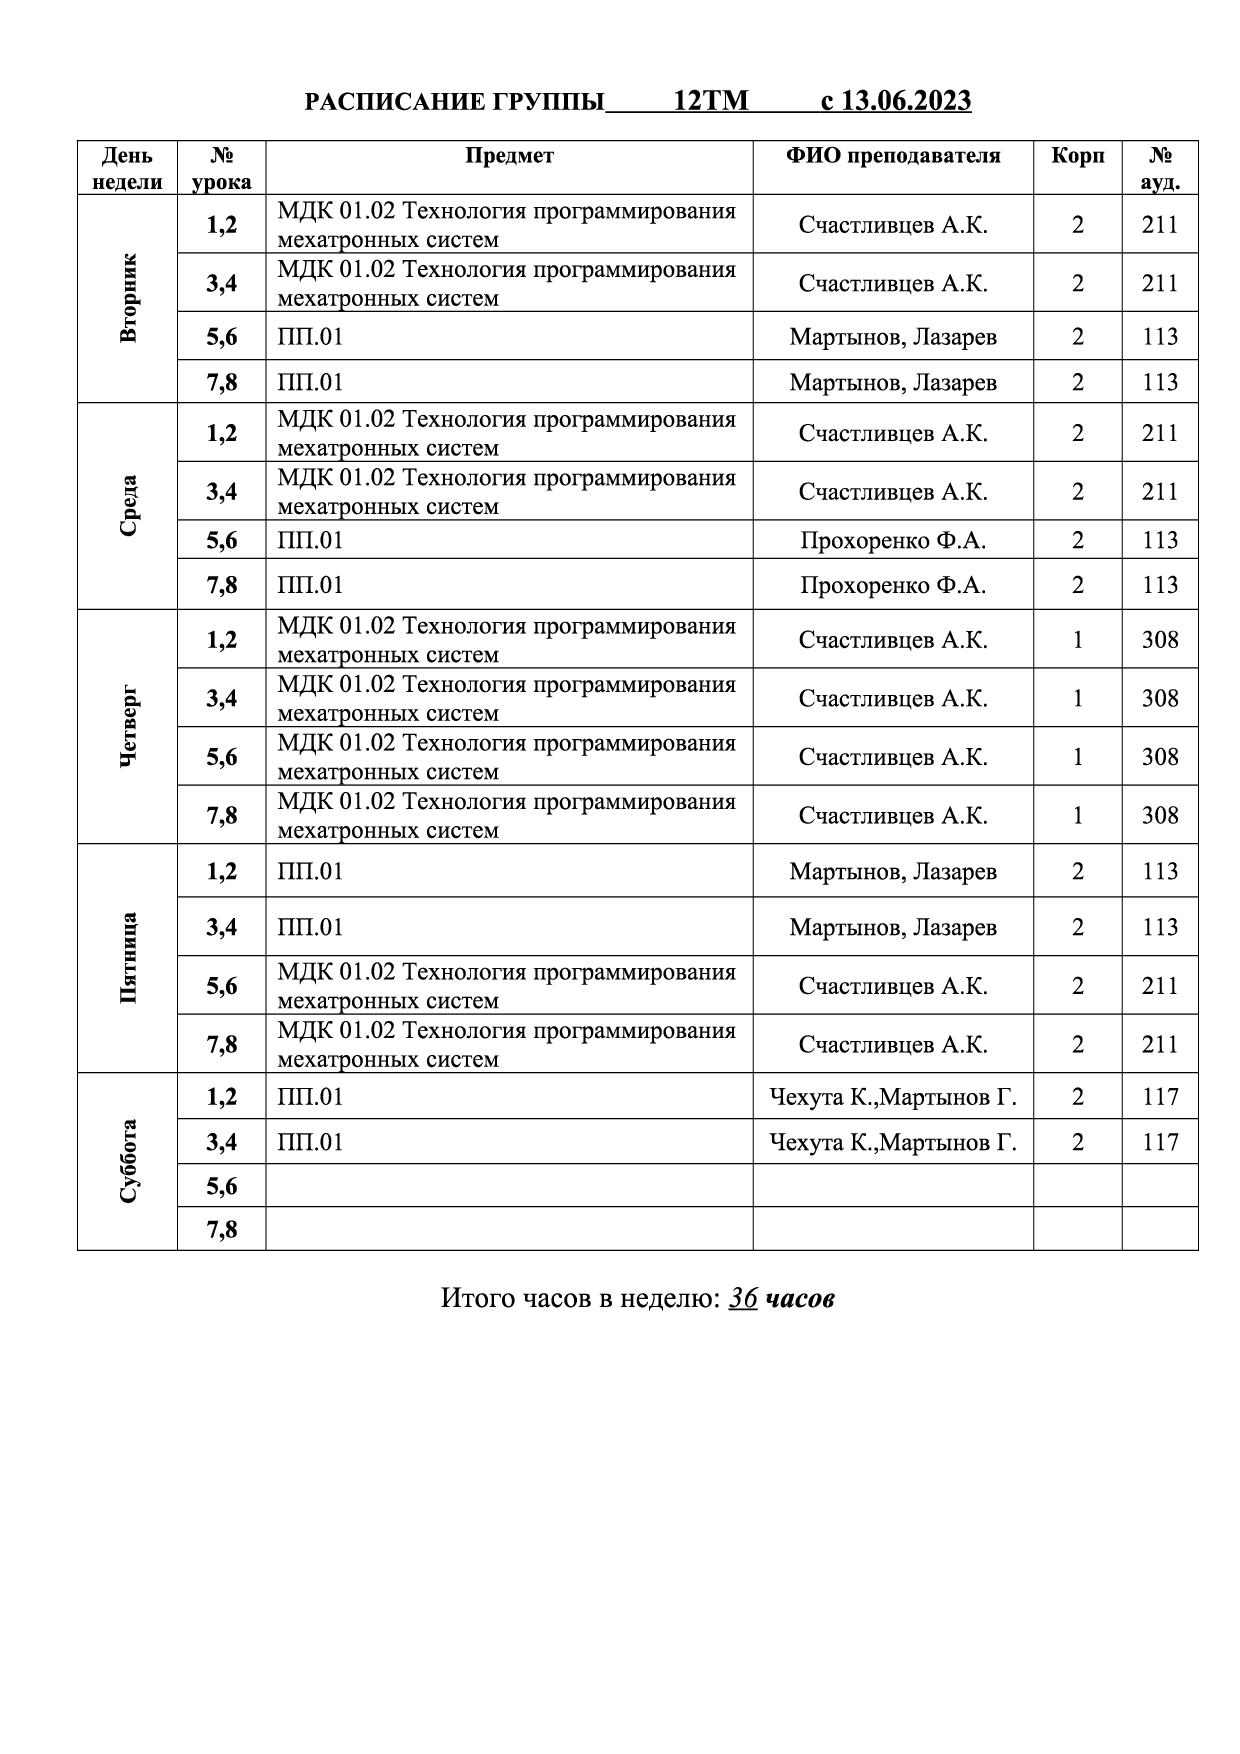 РАСПИСАНИЕ ГРУППЫ 12ТМ с 13.06.2023
День недели № урока Предмет ФИО преподавателя Корп № ауд.
Вторник
1,2 МДК 01.02 Технология программирования
мехатронных систем Счастливцев А.К. 2 211
3,4 МДК 01.02 Технология программирования
мехатронных систем Счастливцев А.К. 2 211
5,6 ПП.01 Мартынов, Лазарев 2 113
7,8 ПП.01 Мартынов, Лазарев 2 113
Среда
1,2 МДК 01.02 Технология программирования
мехатронных систем Счастливцев А.К. 2 211
3,4 МДК 01.02 Технология программирования
мехатронных систем Счастливцев А.К. 2 211
5,6 ПП.01 Прохоренко Ф.А. 2 113
7,8 ПП.01 Прохоренко Ф.А. 2 113
Четверг
1,2 МДК 01.02 Технология программирования
мехатронных систем Счастливцев А.К. 1 308
3,4 МДК 01.02 Технология программирования
мехатронных систем Счастливцев А.К. 1 308
5,6 МДК 01.02 Технология программирования
мехатронных систем Счастливцев А.К. 1 308
7,8 МДК 01.02 Технология программирования
мехатронных систем Счастливцев А.К. 1 308
Пятница
1,2 ПП.01 Мартынов, Лазарев 2 113
3,4 ПП.01 Мартынов, Лазарев 2 113
5,6 МДК 01.02 Технология программирования
мехатронных систем Счастливцев А.К. 2 211
7,8 МДК 01.02 Технология программирования
мехатронных систем Счастливцев А.К. 2 211
Суббота
1,2 ПП.01 Чехута К.,Мартынов Г. 2 117
3,4 ПП.01 Чехута К.,Мартынов Г. 2 117
5,6
7,8
Итого часов в неделю: 36 часов